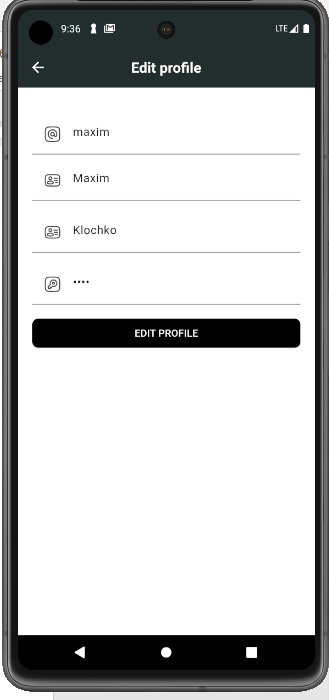 9:36
LTE
Edit profile
maxim
Maxim
Klochko
••••
EDIT PROFILE